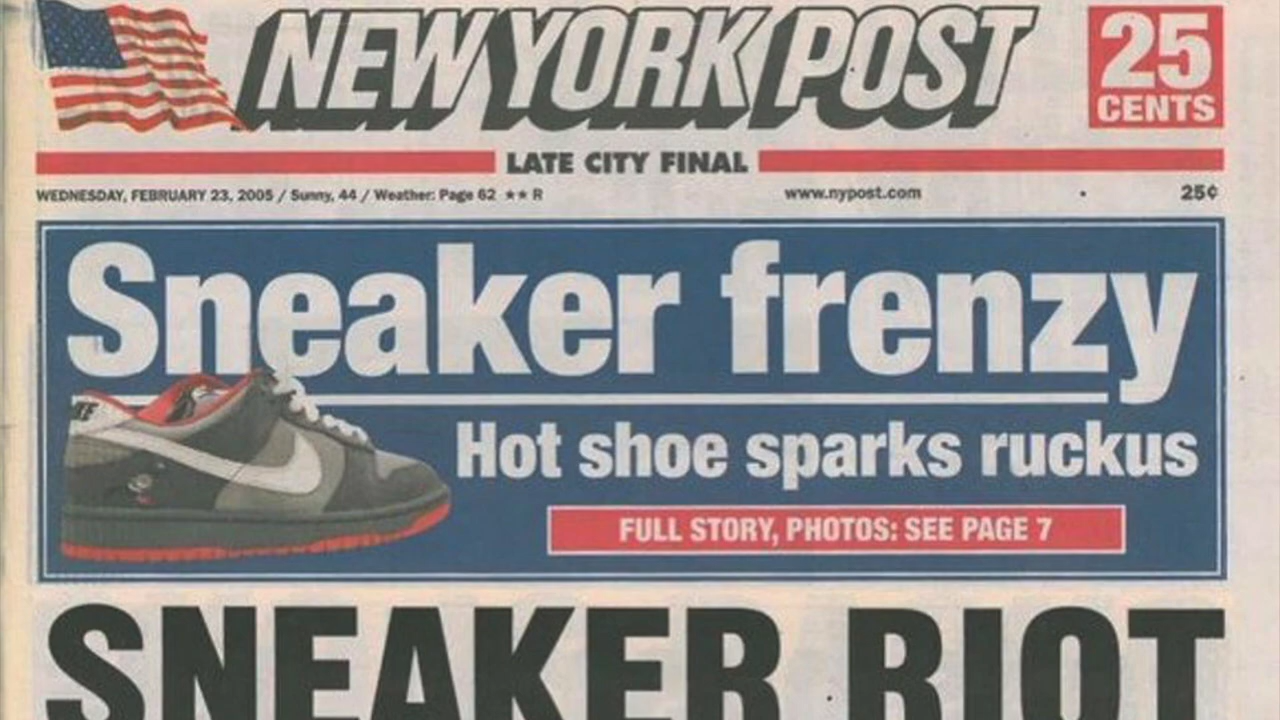 NEW YORK POST
25
CENTS
LATE CITY FINAL
WEDNESDAY, FEBRUARY 23, 2005 / Sunny, 44 / Weather: Page 62 ★★ R
www.nypost.com
25¢
Sneaker frenzy
Hot shoe sparks ruckus
FULL STORY, PHOTOS: SEE PAGE 7
SNEAKER RIOT